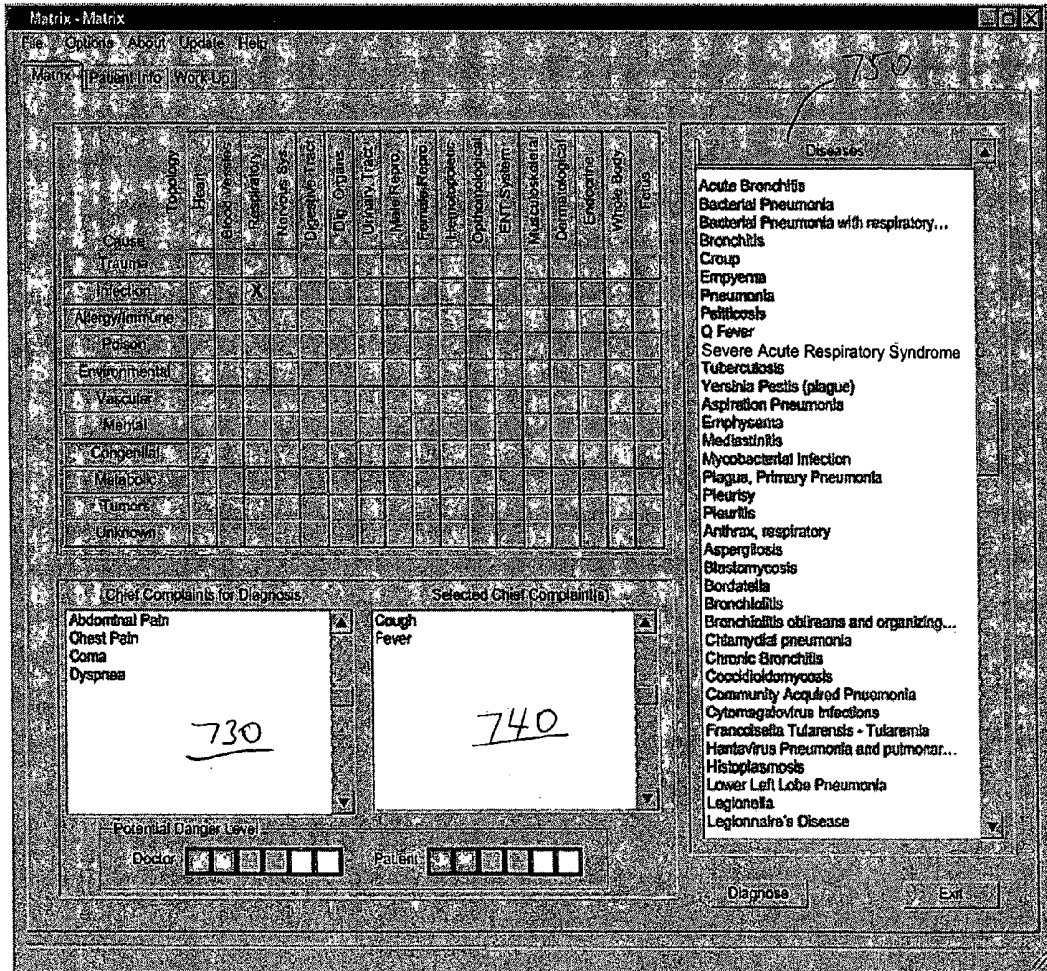 Matrix - Matrix
File Options About Update Help
Matrix Patient Info Work Up
750
Topology
Heart
Blood Vessels
Respiratory
Nervous Sys.
Digestive Tract
Dig. Organs
Urinary Tract
Male Repro
Female Repro
Hemopoeitic
Opthomological
ENT System
Musculoskeletal
Dermatological
Endocrine
Whole Body
Fetus
Cause
Trauma
Infection X
Allergy/Immune
Poison
Environmental
Vascular
Mental
Congenital
Metabolic
Tumors
Unknown
Diseases
Acute Bronchitis
Bacterial Pneumonia
Bacterial Pneumonia with respiratory...
Bronchitis
Croup
Empyema
Pneumonia
Psitticosis
Q Fever
Severe Acute Respiratory Syndrome
Tuberculosis
Yersinia Pestis (plague)
Aspiration Pneumonia
Emphysema
Mediastinitis
Mycobacterial Infection
Plague, Primary Pneumonia
Pleurisy
Pleuritis
Anthrax, respiratory
Aspergilosis
Blastomycosis
Bordatella
Bronchiolitis
Bronchiolitis obliterans and organizing...
Chlamydial pneumonia
Chronic Bronchitis
Coccidioidomycosis
Community Acquired Pneumonia
Cytomegalovirus Infections
Francisella Tularensis - Tularemia
Hantavirus Pneumonia and pulmonar...
Histoplasmosis
Lower Left Lobe Pneumonia
Legionella
Legionnaire's Disease
Chief Complaints for Diagnosis
Abdominal Pain
Chest Pain
Coma
Dyspnea
730
Selected Chief Complaint(s)
Cough
Fever
740
Potential Danger Level
Doctor Patient
Diagnose Exit